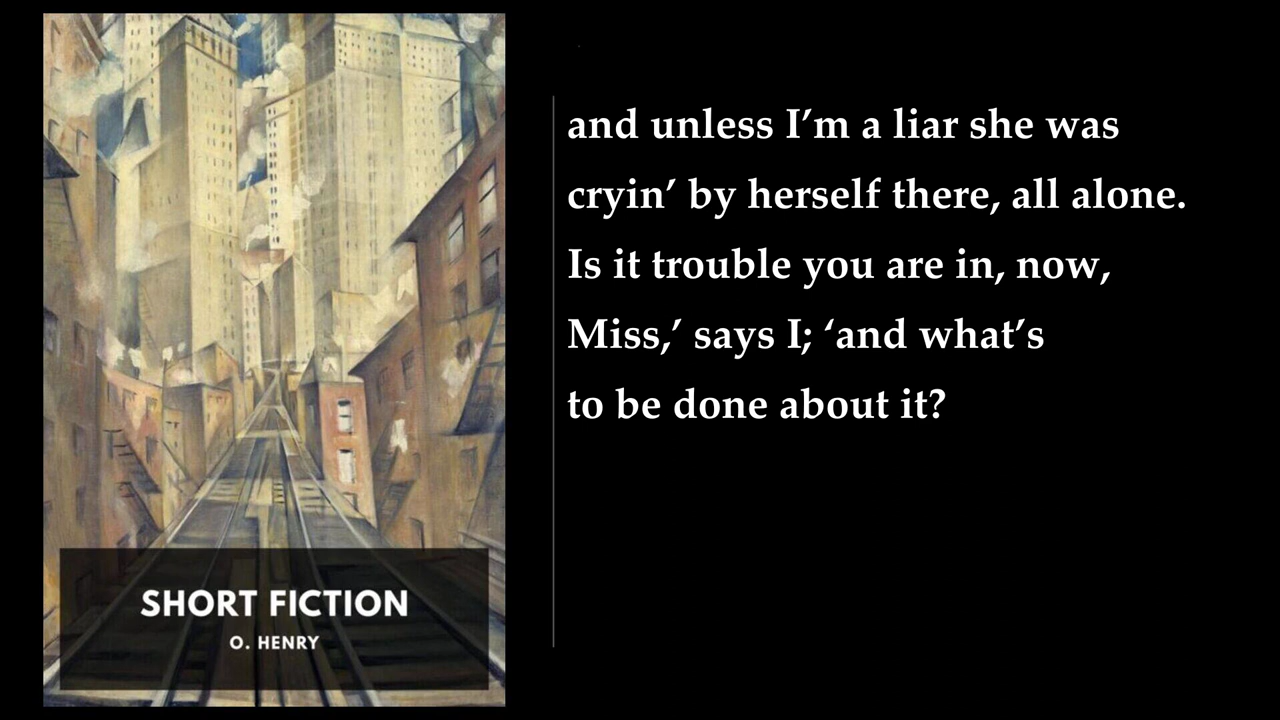 SHORT FICTION
O. HENRY
and unless I’m a liar she was
cryin’ by herself there, all alone.
Is it trouble you are in, now,
Miss,’ says I; ‘and what’s
to be done about it?